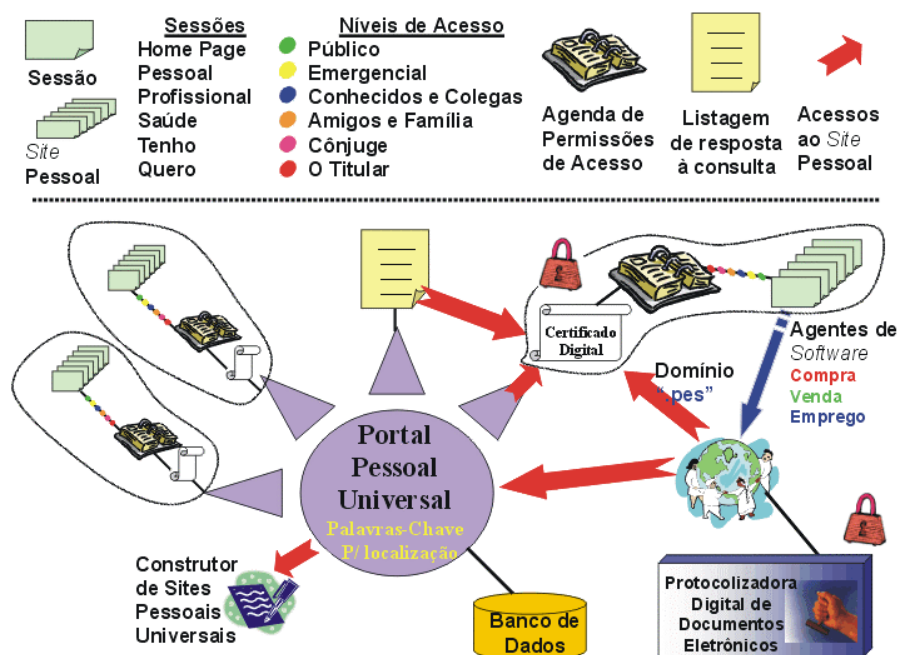 Sessão
Site
Pessoal
Sessões
Home Page
Pessoal
Profissional
Saúde
Tenho
Quero
Níveis de Acesso
Público
Emergencial
Conhecidos e Colegas
Amigos e Família
Cônjuge
O Titular
Agenda de
Permissões
de Acesso
Listagem
de resposta
à consulta
Acessos
ao Site
Pessoal
Certificado
Digital
Agentes de
Software
Compra
Venda
Emprego
Domínio
".pes"
Portal
Pessoal
Universal
Palavras-Chave
P/ localização
Construtor
de Sites
Pessoais
Universais
Banco de
Dados
Protocolizadora
Digital de
Documentos
Eletrônicos